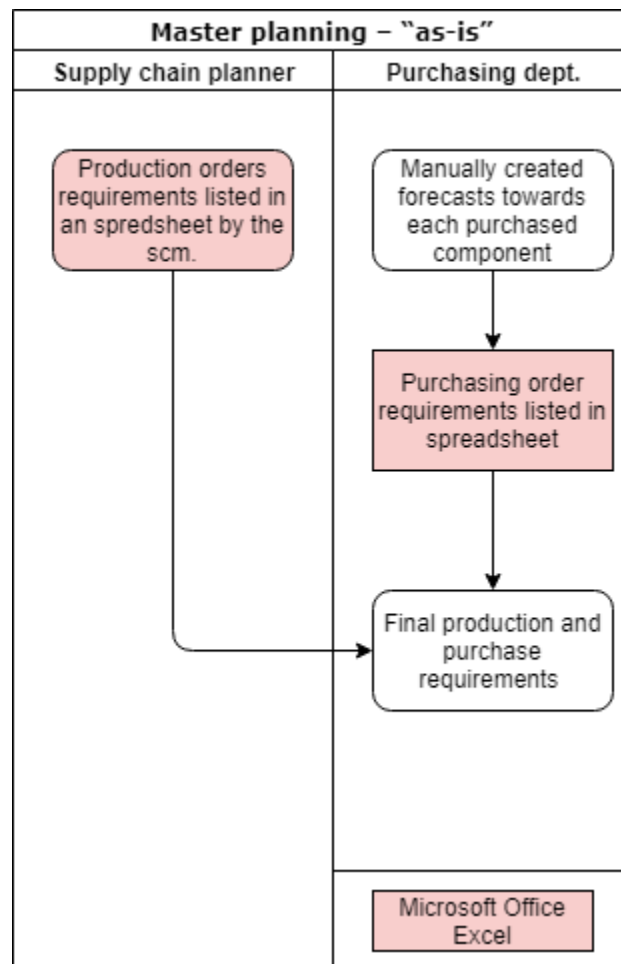 Master planning – “as-is”
Supply chain planner
Purchasing dept.
Production orders
requirements listed in
an spredsheet by the
scm.
Manually created
forecasts towards
each purchased
component
Purchasing order
requirements listed in
spreadsheet
Final production and
purchase
requirements
Microsoft Office
Excel